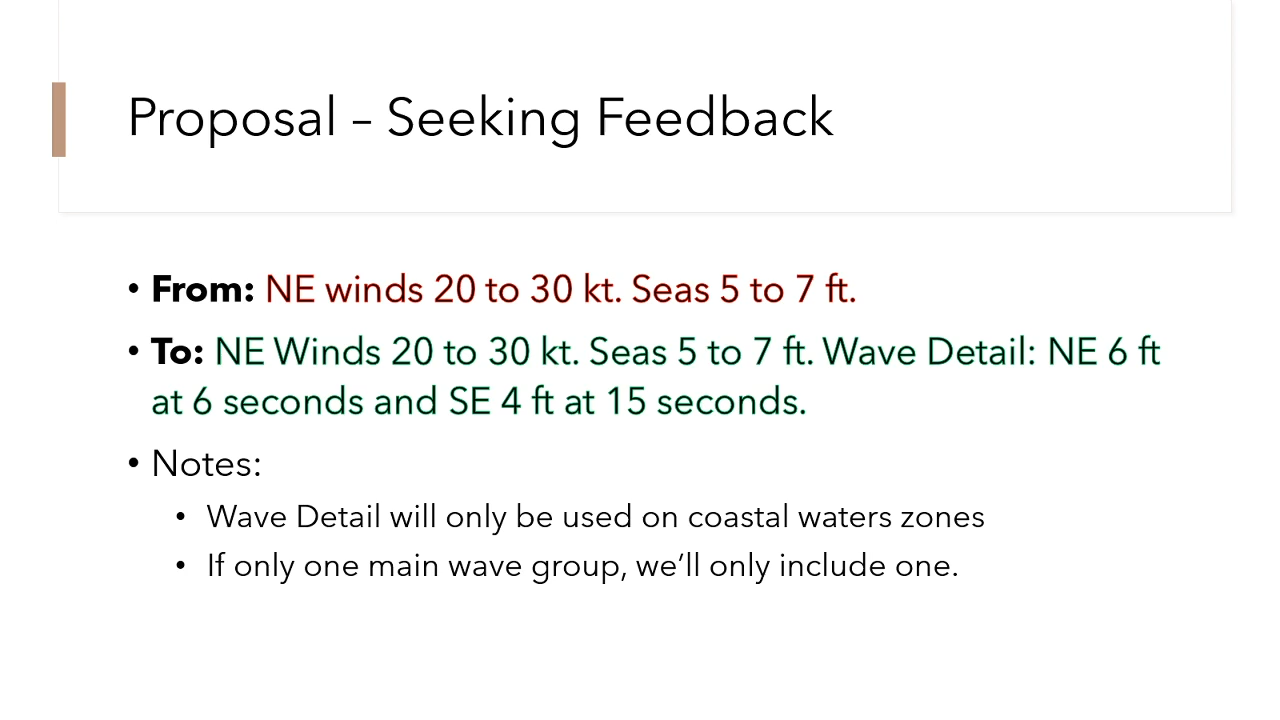 Proposal – Seeking Feedback
• From: NE winds 20 to 30 kt. Seas 5 to 7 ft.
• To: NE Winds 20 to 30 kt. Seas 5 to 7 ft. Wave Detail: NE 6 ft
at 6 seconds and SE 4 ft at 15 seconds.
• Notes:
• Wave Detail will only be used on coastal waters zones
• If only one main wave group, we’ll only include one.